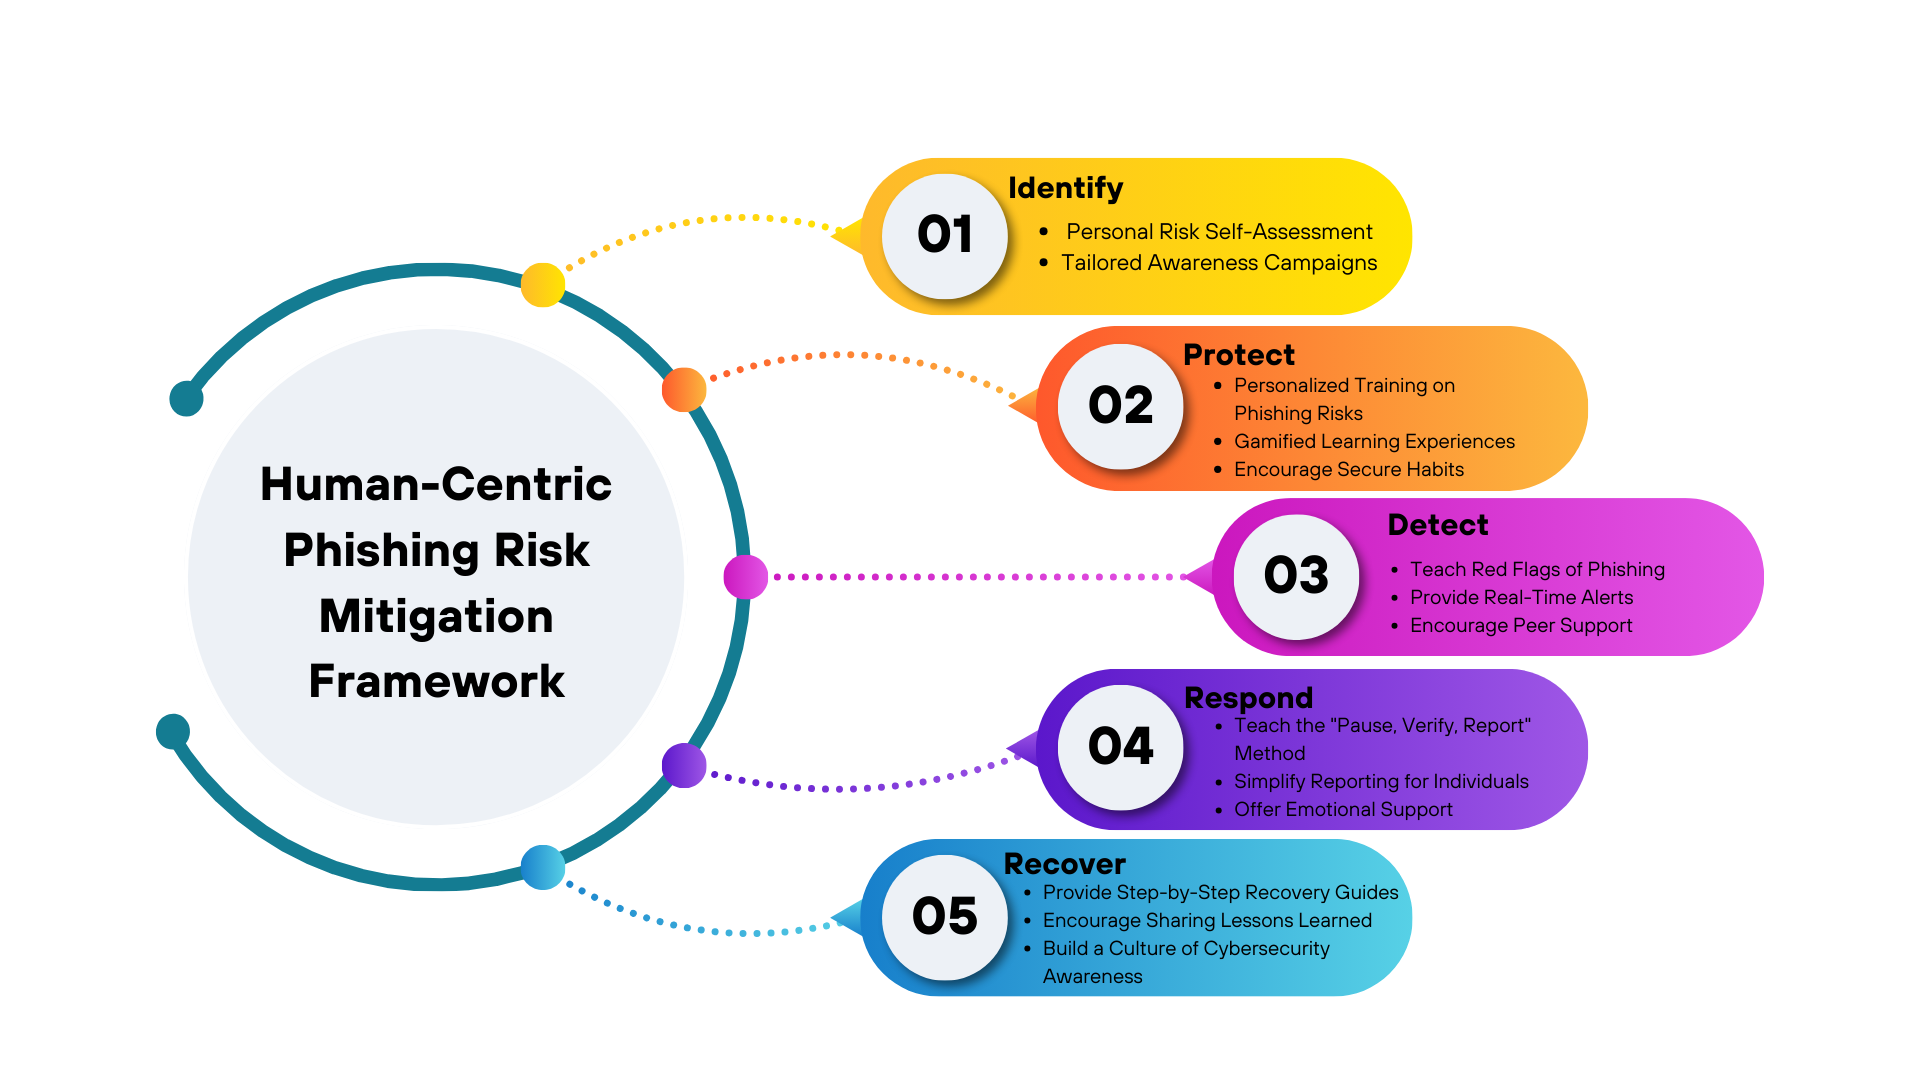 Human-Centric
Phishing Risk
Mitigation
Framework
01
Identify
• Personal Risk Self-Assessment
• Tailored Awareness Campaigns
02
Protect
• Personalized Training on
Phishing Risks
• Gamified Learning Experiences
• Encourage Secure Habits
03
Detect
• Teach Red Flags of Phishing
• Provide Real-Time Alerts
• Encourage Peer Support
04
Respond
• Teach the "Pause, Verify, Report"
Method
• Simplify Reporting for Individuals
• Offer Emotional Support
05
Recover
• Provide Step-by-Step Recovery Guides
• Encourage Sharing Lessons Learned
• Build a Culture of Cybersecurity
Awareness